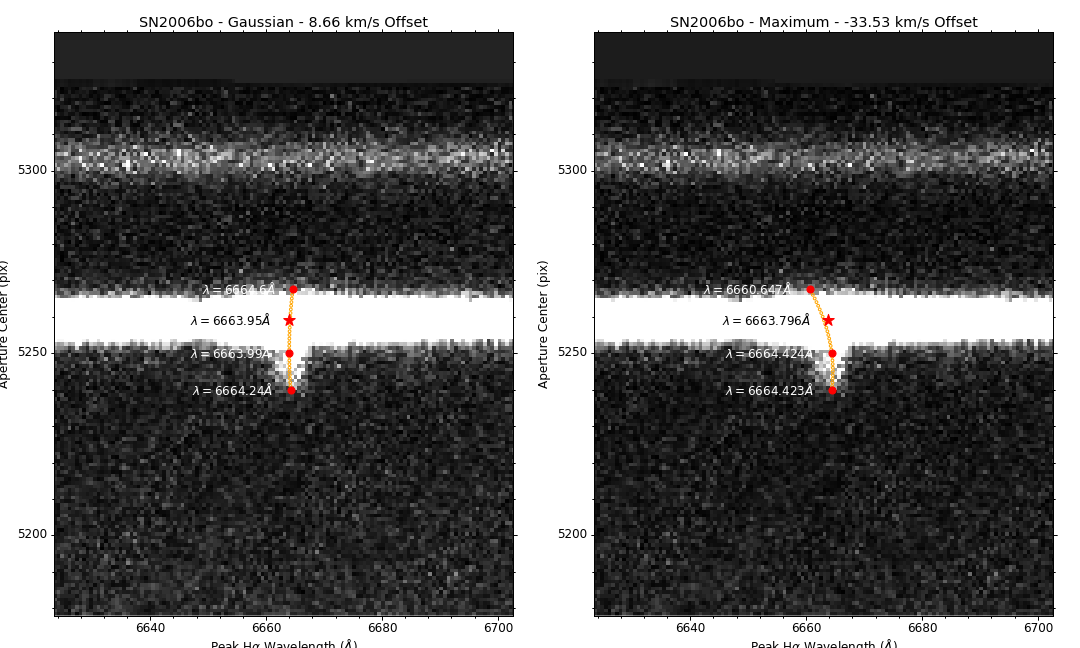 SN2006bo - Gaussian - 8.66 km/s Offset
5300
5250
5200
6640
6660
6680
6700
Aperture Center (pix)
Peak Hα Wavelength (Å)
λ = 6664.6Å
λ = 6663.95Å
λ = 6663.99Å
λ = 6664.24Å
SN2006bo - Maximum - -33.53 km/s Offset
5300
5250
5200
6640
6660
6680
6700
Aperture Center (pix)
Peak Hα Wavelength (Å)
λ = 6660.647Å
λ = 6663.796Å
λ = 6664.424Å
λ = 6664.423Å